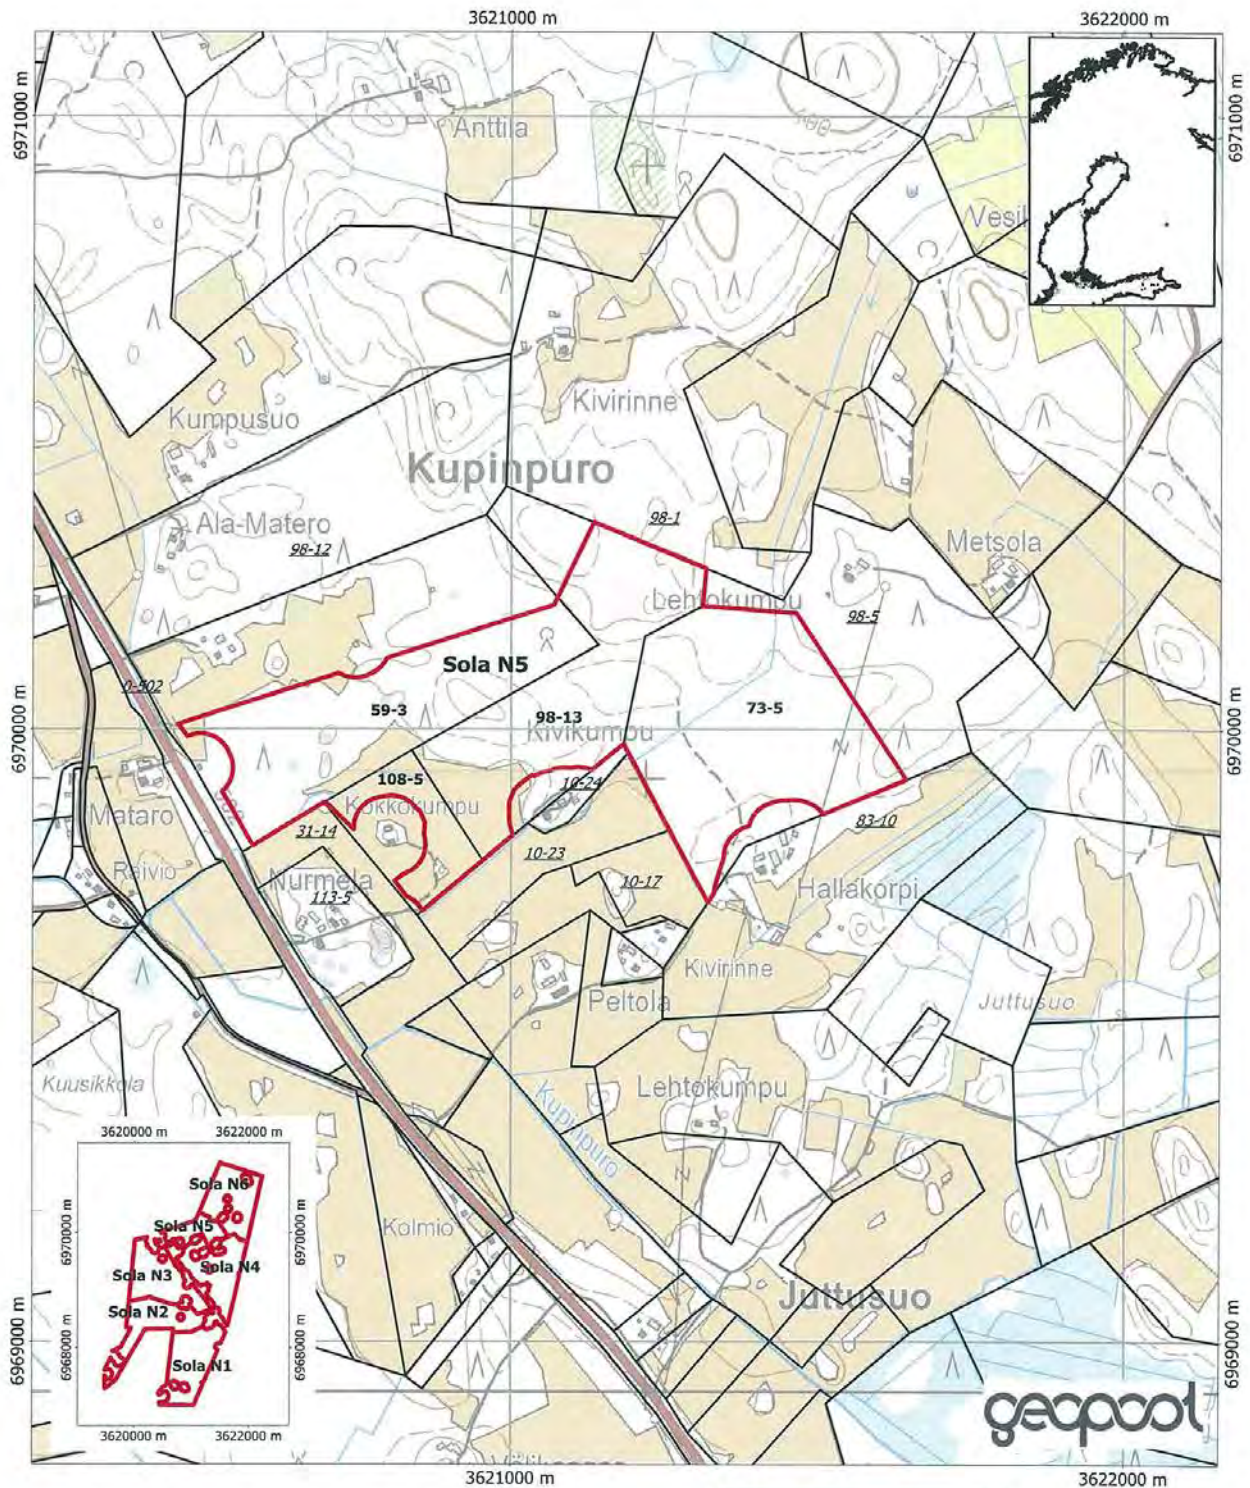 3621000 m
3622000 m
6971000 m
6971000 m
Anttila
Kumpusuo
Kivirinne
Kupinpuro
Ala-Matero
98-12
98-1
Metsola
Lehtokumpu
98-5
Sola N5
0-502
59-3
98-13
73-5
Kivikumpu
6970000 m
6970000 m
108-5
10-24
Mataro
Kokkokumpu
31-14
83-10
Raivio
10-23
Nurmela
113-5
10-17
Hallakorpi
Kivirinne
Peltola
Juttusuo
Kuusikkola
Lehtokumpu
Kupinpuro
Kolmio
Juttusuo
6969000 m
6969000 m
3620000 m
3622000 m
Sola N6
Sola N5
Sola N4
Sola N3
Sola N2
Sola N1
6970000 m
6970000 m
6968000 m
6968000 m
3620000 m
3622000 m
geopool
3621000 m
3622000 m